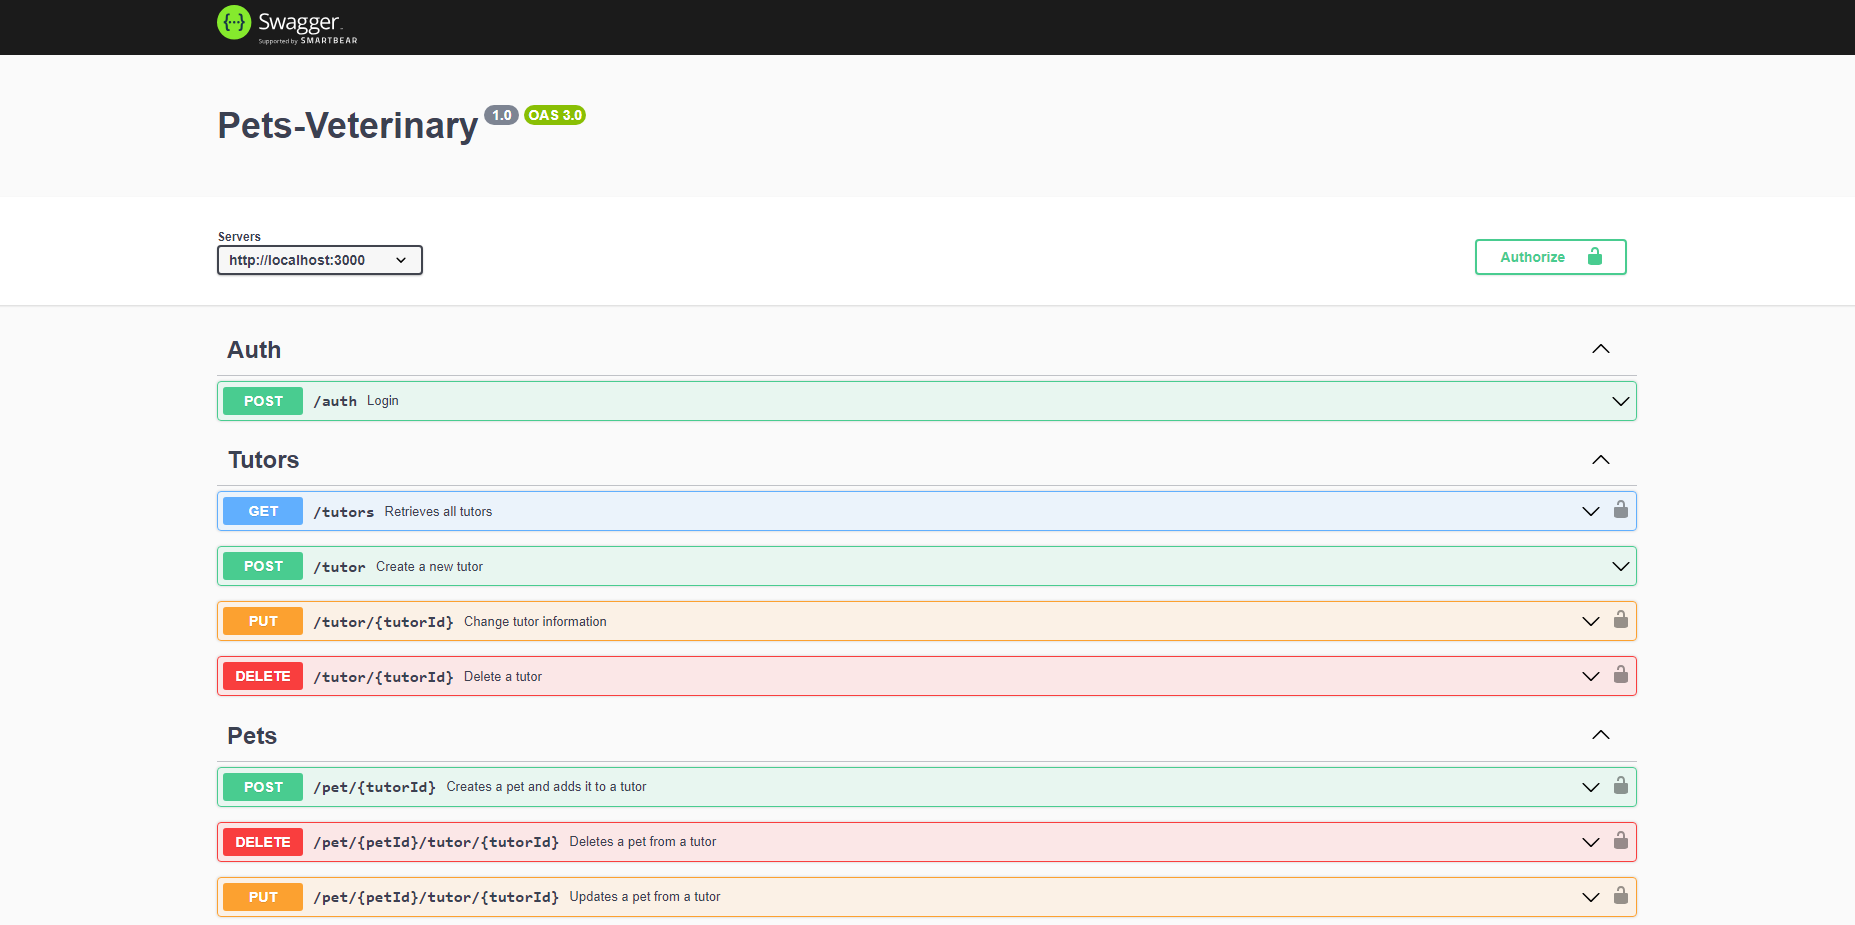 {···} Swagger
Supported by SMARTBEAR
Pets-Veterinary 1.0 OAS 3.0
Servers
http://localhost:3000
Authorize
Auth
POST /auth Login
Tutors
GET /tutors Retrieves all tutors
POST /tutor Create a new tutor
PUT /tutor/{tutorId} Change tutor information
DELETE /tutor/{tutorId} Delete a tutor
Pets
POST /pet/{tutorId} Creates a pet and adds it to a tutor
DELETE /pet/{petId}/tutor/{tutorId} Deletes a pet from a tutor
PUT /pet/{petId}/tutor/{tutorId} Updates a pet from a tutor